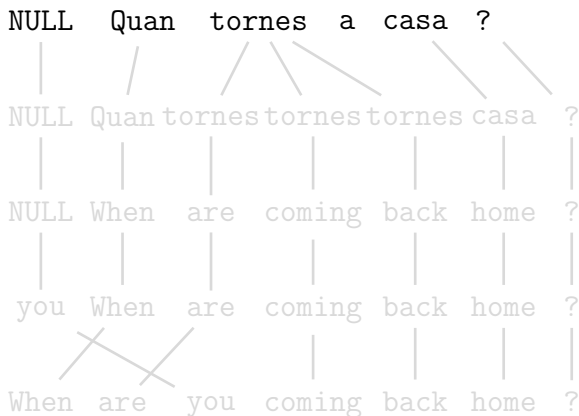 NULL Quan tornes a casa ?
NULL Quan tornes tornes tornes casa ?
NULL When are coming back home ?
you When are coming back home ?
When are you coming back home ?